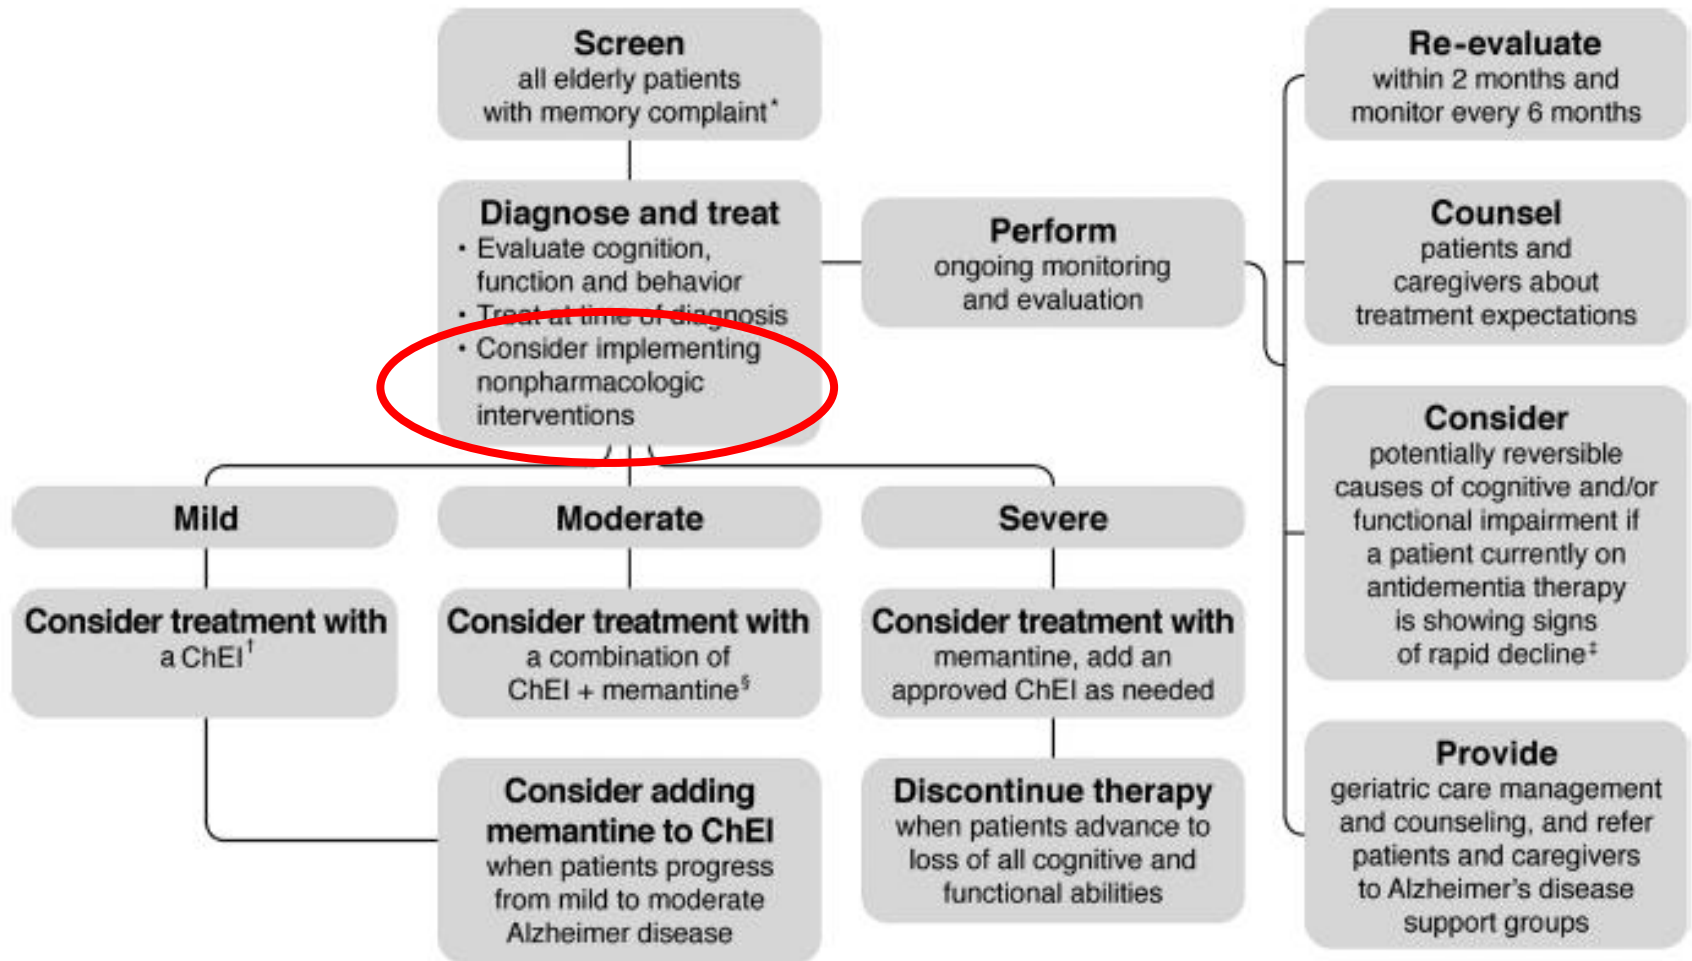 Screen
all elderly patients
with memory complaint*
Diagnose and treat
• Evaluate cognition,
function and behavior
• Treat at time of diagnosis
• Consider implementing
nonpharmacologic
interventions
Perform
ongoing monitoring
and evaluation
Re-evaluate
within 2 months and
monitor every 6 months
Counsel
patients and
caregivers about
treatment expectations
Consider
potentially reversible
causes of cognitive and/or
functional impairment if
a patient currently on
antidementia therapy
is showing signs
of rapid decline‡
Provide
geriatric care management
and counseling, and refer
patients and caregivers
to Alzheimer's disease
support groups
Mild
Consider treatment with
a ChEI†
Moderate
Consider treatment with
a combination of
ChEI + memantine§
Consider adding
memantine to ChEI
when patients progress
from mild to moderate
Alzheimer disease
Severe
Consider treatment with
memantine, add an
approved ChEI as needed
Discontinue therapy
when patients advance to
loss of all cognitive and
functional abilities